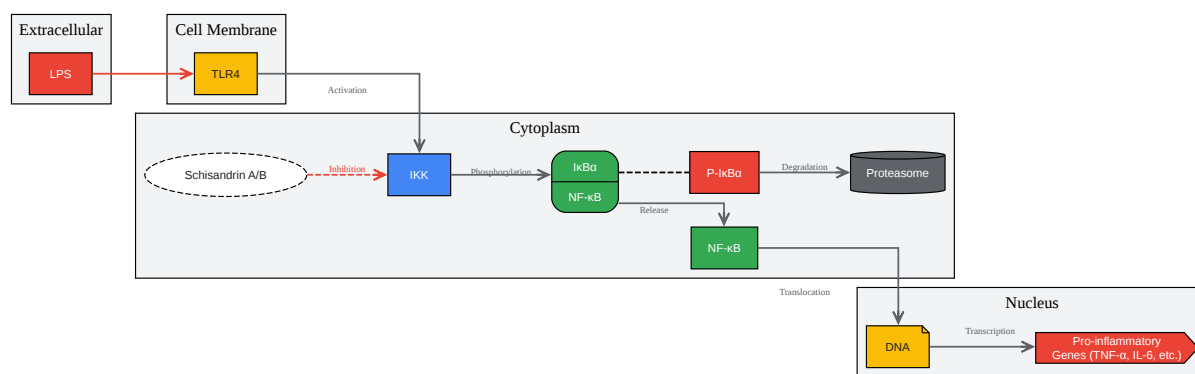 Extracellular
Cell Membrane
LPS
TLR4
Activation
Cytoplasm
Schisandrin A/B
Inhibition
IKK
Phosphorylation
IκBα
NF-κB
P-IκBα
Degradation
Proteasome
Release
NF-κB
Translocation
Nucleus
DNA
Transcription
Pro-inflammatory
Genes (TNF-α, IL-6, etc.)